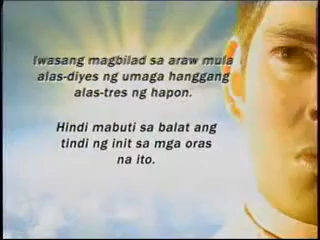 Iwasang magbilad sa araw mula
alas-diyes ng umaga hanggang
alas-tres ng hapon.
Hindi mabuti sa balat ang
tindi ng init sa mga oras
na ito.